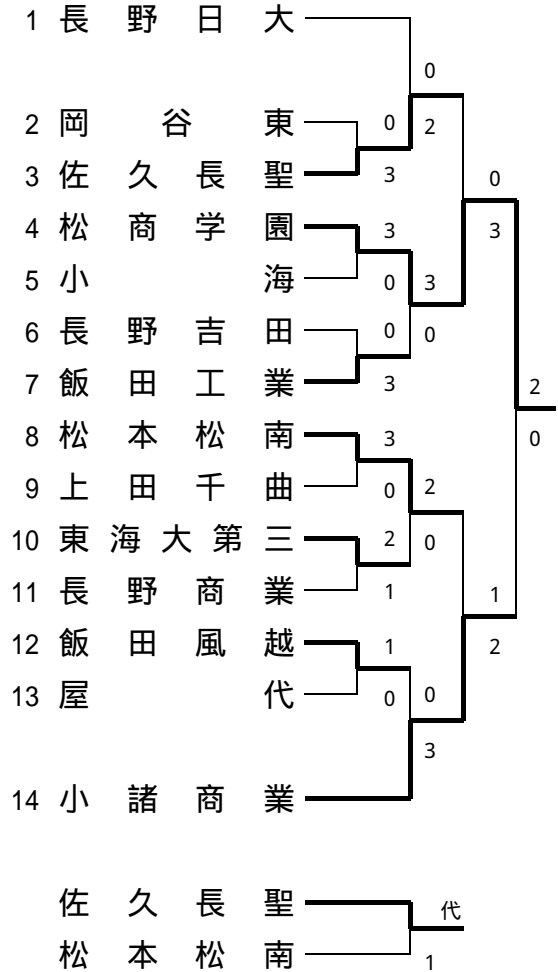 1 長野日大
0
2 岡谷東 0 2
3 佐久長聖 3 0
4 松商学園 3 3
5 小海 0 3
6 長野吉田 0 0
7 飯田工業 3 2
8 松本松南 3 0
9 上田千曲 0 2
10 東海大第三 2 0
11 長野商業 1 1
12 飯田風越 1 2
13 屋代 0 0
3
14 小諸商業
佐久長聖 代
松本松南 1